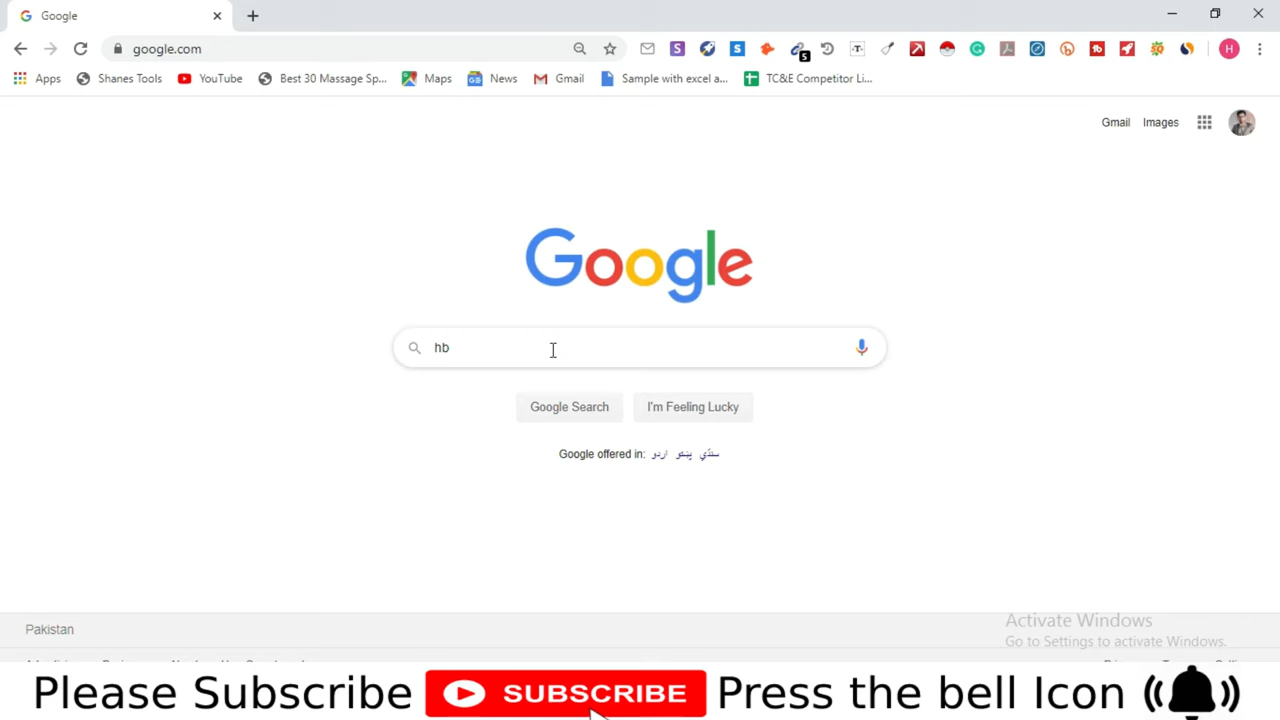 Google
google.com
S
S
-T-
H
Apps Shanes Tools YouTube Best 30 Massage Sp... Maps News Gmail Sample with excel a... TC&E Competitor Li...
Gmail Images
Google
hb
Google Search I'm Feeling Lucky
Google offered in: اردو پښتو سنڌي
Pakistan
Activate Windows
Go to Settings to activate Windows.
Please Subscribe SUBSCRIBE Press the bell Icon